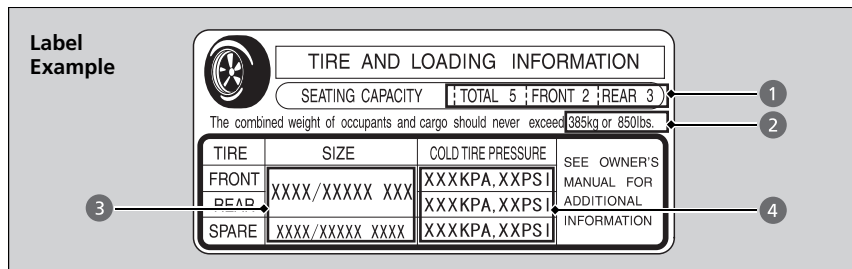 Label
Example
TIRE AND LOADING INFORMATION
SEATING CAPACITY TOTAL 5 FRONT 2 REAR 3
1
The combined weight of occupants and cargo should never exceed 385kg or 850lbs.
2
TIRE SIZE COLD TIRE PRESSURE
SEE OWNER'S
MANUAL FOR
ADDITIONAL
INFORMATION
FRONT XXXX/XXXXX XXX XXXKPA,XXPSI
REAR XXXKPA,XXPSI
SPARE XXXX/XXXXX XXXX XXXKPA,XXPSI
3
4